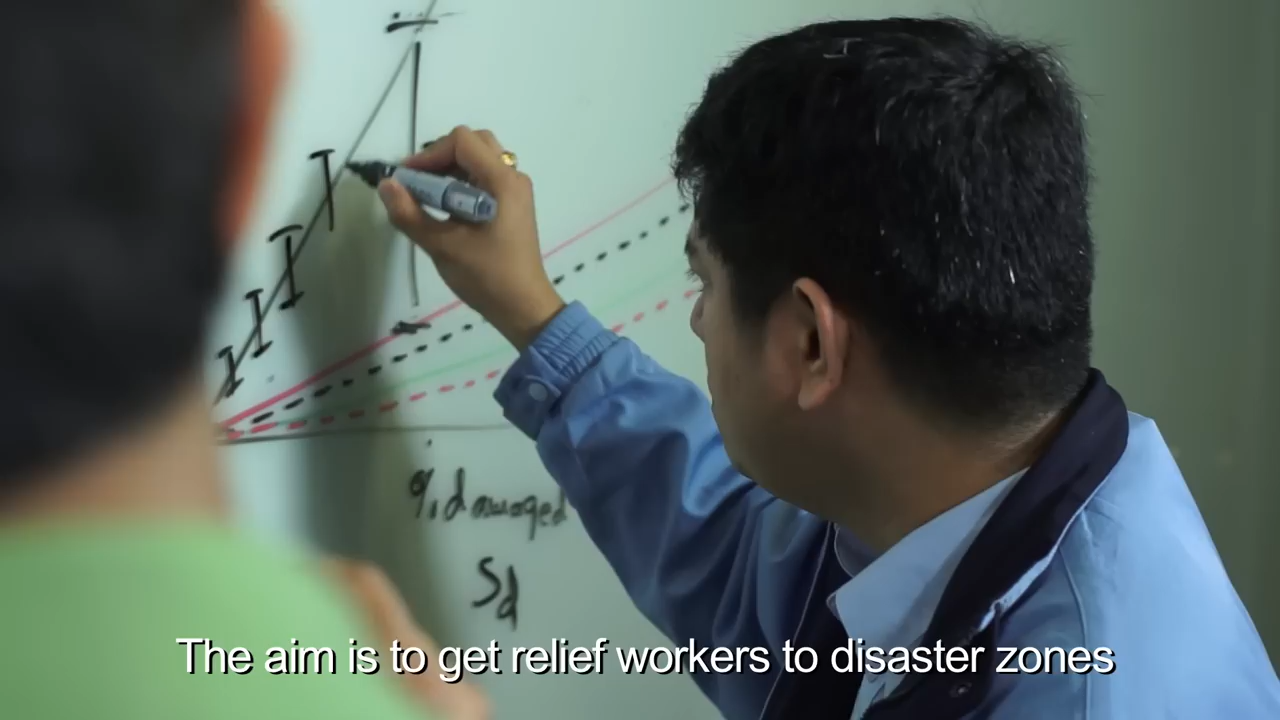 % damaged
Sd
The aim is to get relief workers to disaster zones